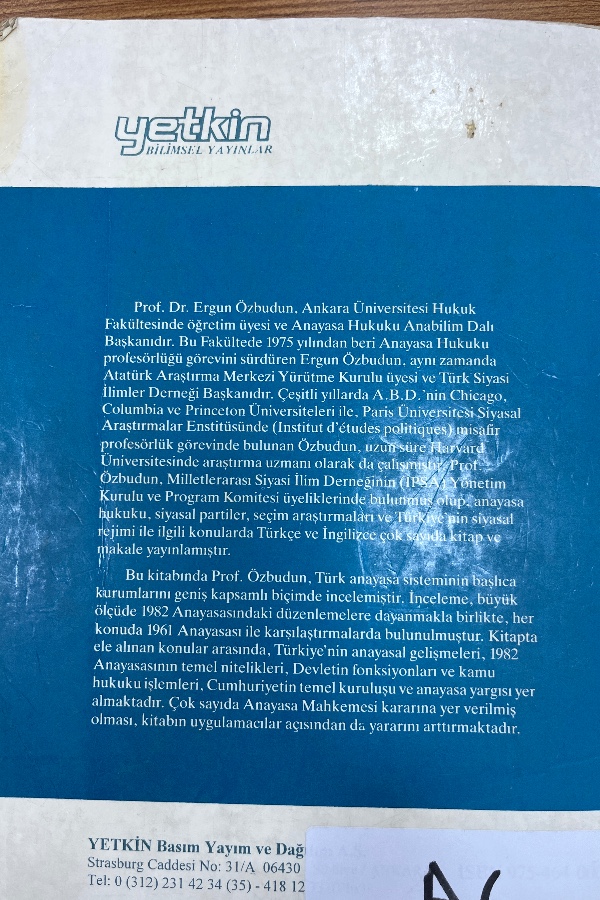 yetkin
BİLİMSEL YAYINLAR
Prof. Dr. Ergun Özbudun, Ankara Üniversitesi Hukuk
Fakültesinde öğretim üyesi ve Anayasa Hukuku Anabilim Dalı
Başkanıdır. Bu Fakültede 1975 yılından beri Anayasa Hukuku
profesörlüğü görevini sürdüren Ergun Özbudun, aynı zamanda
Atatürk Araştırma Merkezi Yürütme Kurulu üyesi ve Türk Siyasi
İlimler Derneği Başkanıdır. Çeşitli yıllarda A.B.D.'nin Chicago,
Columbia ve Princeton Üniversiteleri ile, Paris Üniversitesi Siyasal
Araştırmalar Enstitüsünde (Institut d'études politiques) misafir
profesörlük görevinde bulunan Özbudun, uzun süre Harvard
Üniversitesinde araştırma uzmanı olarak da çalışmıştır. Prof.
Özbudun, Milletlerarası Siyasi İlim Derneğinin (IPSA) Yönetim
Kurulu ve Program Komitesi üyeliklerinde bulunmuş olup, anayasa
hukuku, siyasal partiler, seçim araştırmaları ve Türkiye'nin siyasal
rejimi ile ilgili konularda Türkçe ve İngilizce çok sayıda kitap ve
makale yayınlamıştır.
Bu kitabında Prof. Özbudun, Türk anayasa sisteminin başlıca
kurumlarını geniş kapsamlı biçimde incelemiştir. İnceleme, büyük
ölçüde 1982 Anayasasındaki düzenlemelere dayanmakla birlikte, her
konuda 1961 Anayasası ile karşılaştırmalarda bulunulmuştur. Kitapta
ele alınan konular arasında, Türkiye'nin anayasal gelişmeleri, 1982
Anayasasının temel nitelikleri, Devletin fonksiyonları ve kamu
hukuku işlemleri, Cumhuriyetin temel kuruluşu ve anayasa yargısı yer
almaktadır. Çok sayıda Anayasa Mahkemesi kararına yer verilmiş
olması, kitabın uygulamacılar açısından da yararını arttırmaktadır.
YETKİN Basım Yayım ve Dağ
Strasburg Caddesi No: 31/A 06430
Tel: 0 (312) 231 42 34 (35) - 418 12